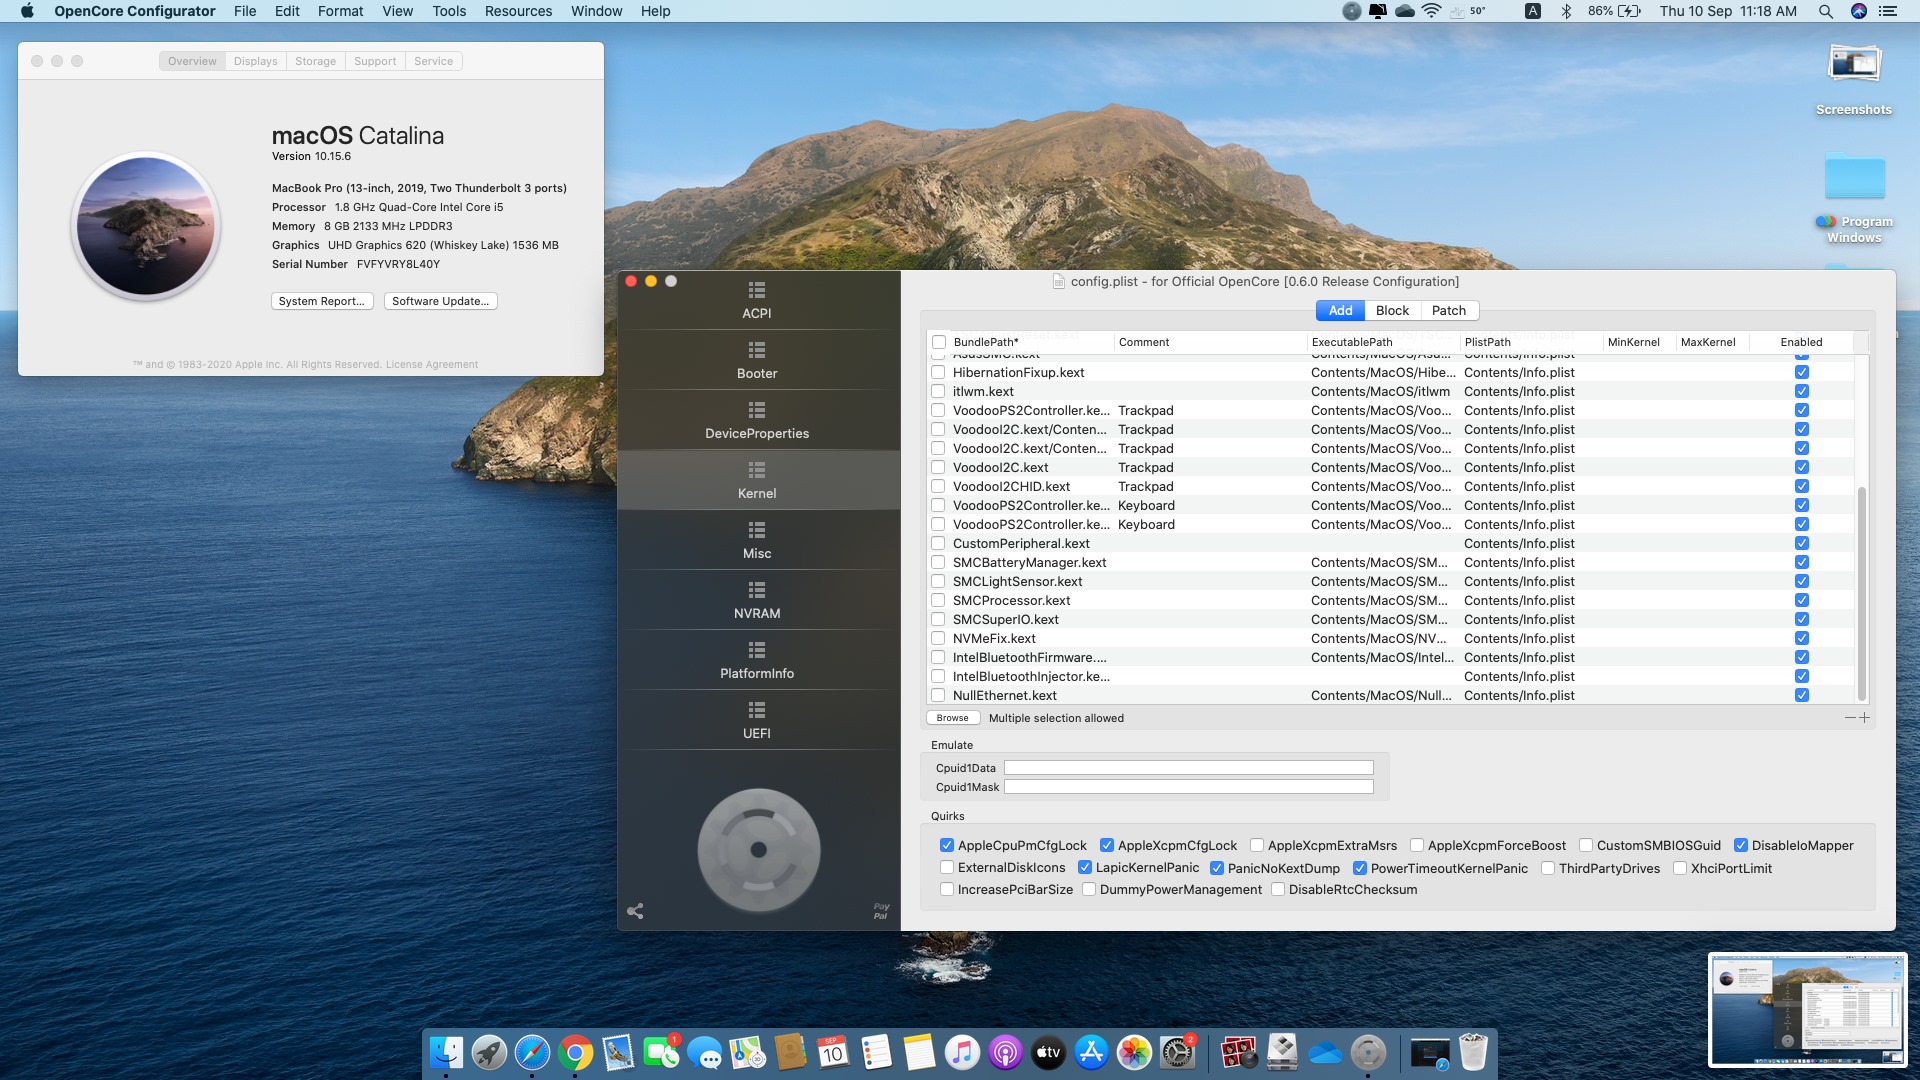 OpenCore Configurator File Edit Format View Tools Resources Window Help
50° A 86% Thu 10 Sep 11:18 AM
Overview Displays Storage Support Service
macOS Catalina
Version 10.15.6
MacBook Pro (13-inch, 2019, Two Thunderbolt 3 ports)
Processor 1.8 GHz Quad-Core Intel Core i5
Memory 8 GB 2133 MHz LPDDR3
Graphics UHD Graphics 620 (Whiskey Lake) 1536 MB
Serial Number FVFYVRY8L40Y
System Report... Software Update...
™ and © 1983-2020 Apple Inc. All Rights Reserved. License Agreement
Screenshots
Program
Windows
config.plist - for Official OpenCore [0.6.0 Release Configuration]
ACPI
Booter
DeviceProperties
Kernel
Misc
NVRAM
PlatformInfo
UEFI
Pay
Pal
Add Block Patch
BundlePath* Comment ExecutablePath PlistPath MinKernel MaxKernel Enabled
AsusSMC.kext Contents/MacOS/Asu... Contents/Info.plist
HibernationFixup.kext Contents/MacOS/Hibe... Contents/Info.plist
itlwm.kext Contents/MacOS/itlwm Contents/Info.plist
VoodooPS2Controller.ke... Trackpad Contents/MacOS/Voo... Contents/Info.plist
VoodooI2C.kext/Conten... Trackpad Contents/MacOS/Voo... Contents/Info.plist
VoodooI2C.kext/Conten... Trackpad Contents/MacOS/Voo... Contents/Info.plist
VoodooI2C.kext Trackpad Contents/MacOS/Voo... Contents/Info.plist
VoodooI2CHID.kext Trackpad Contents/MacOS/Voo... Contents/Info.plist
VoodooPS2Controller.ke... Keyboard Contents/MacOS/Voo... Contents/Info.plist
VoodooPS2Controller.ke... Keyboard Contents/MacOS/Voo... Contents/Info.plist
CustomPeripheral.kext Contents/Info.plist
SMCBatteryManager.kext Contents/MacOS/SM... Contents/Info.plist
SMCLightSensor.kext Contents/MacOS/SM... Contents/Info.plist
SMCProcessor.kext Contents/MacOS/SM... Contents/Info.plist
SMCSuperIO.kext Contents/MacOS/SM... Contents/Info.plist
NVMeFix.kext Contents/MacOS/NV... Contents/Info.plist
IntelBluetoothFirmware.... Contents/MacOS/Intel... Contents/Info.plist
IntelBluetoothInjector.ke... Contents/Info.plist
NullEthernet.kext Contents/MacOS/Null... Contents/Info.plist
Browse Multiple selection allowed
Emulate
Cpuid1Data
Cpuid1Mask
Quirks
AppleCpuPmCfgLock AppleXcpmCfgLock AppleXcpmExtraMsrs AppleXcpmForceBoost CustomSMBIOSGuid DisableIoMapper
ExternalDiskIcons LapicKernelPanic PanicNoKextDump PowerTimeoutKernelPanic ThirdPartyDrives XhciPortLimit
IncreasePciBarSize DummyPowerManagement DisableRtcChecksum
1 SEP 10 tv 2